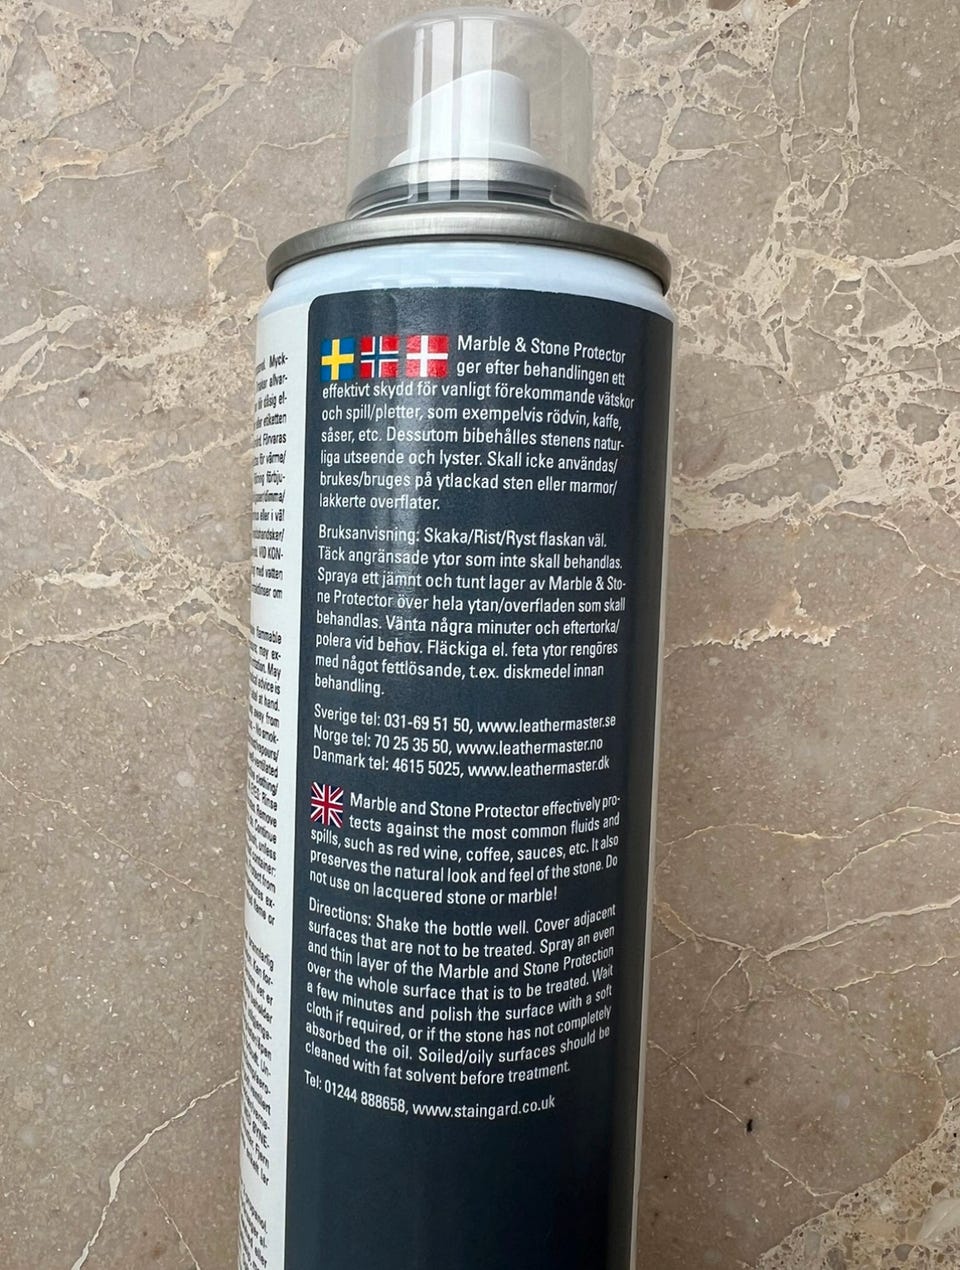 Marble & Stone Protector
ger efter behandlingen ett
effektivt skydd för vanligt förekommande vätskor
och spill/pletter, som exempelvis rödvin, kaffe,
såser, etc. Dessutom bibehålles stenens natur-
liga utseende och lyster. Skall icke användas/
brukes/bruges på ytlackad sten eller marmor/
lakkerte overflater.
Bruksanvisning: Skaka/Rist/Ryst flaskan väl.
Täck angränsade ytor som inte skall behandlas.
Spraya ett jämnt och tunt lager av Marble & Sto-
ne Protector över hela ytan/overfladen som skall
behandlas. Vänta några minuter och eftertorka/
polera vid behov. Fläckiga el. feta ytor rengöres
med något fettlösande, t.ex. diskmedel innan
behandling.
Sverige tel: 031-69 51 50, www.leathermaster.se
Norge tel: 70 25 35 50, www.leathermaster.no
Danmark tel: 4615 5025, www.leathermaster.dk
Marble and Stone Protector effectively pro-
tects against the most common fluids and
spills, such as red wine, coffee, sauces, etc. It also
preserves the natural look and feel of the stone. Do
not use on lacquered stone or marble!
Directions: Shake the bottle well. Cover adjacent
surfaces that are not to be treated. Spray an even
and thin layer of the Marble and Stone Protection
over the whole surface that is to be treated. Wait
a few minutes and polish the surface with a soft
cloth if required, or if the stone has not completely
absorbed the oil. Soiled/oily surfaces should be
cleaned with fat solvent before treatment.
Tel: 01244 888658, www.staingard.co.uk